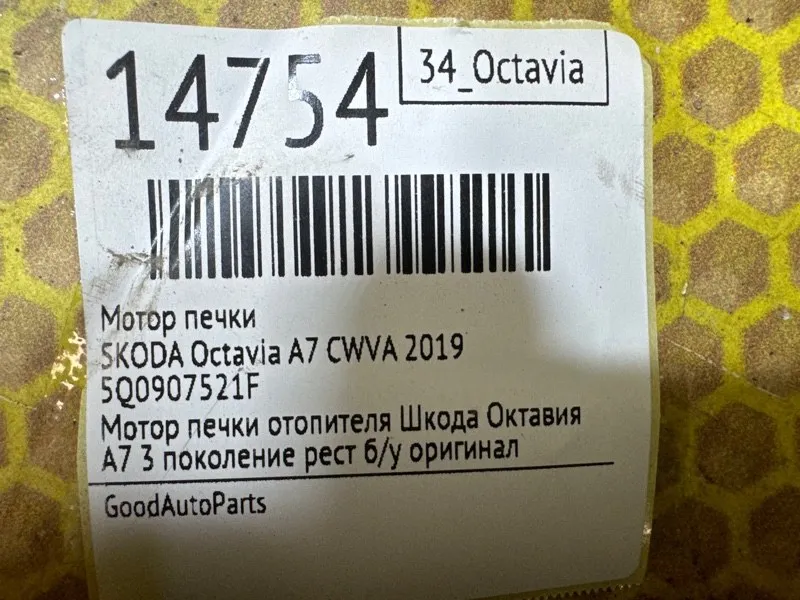 14754
34_Octavia
Мотор печки
SKODA Octavia A7 CWVA 2019
5Q0907521F
Мотор печки отопителя Шкода Октавия
А7 3 поколение рест б/у оригинал
GoodAutoParts